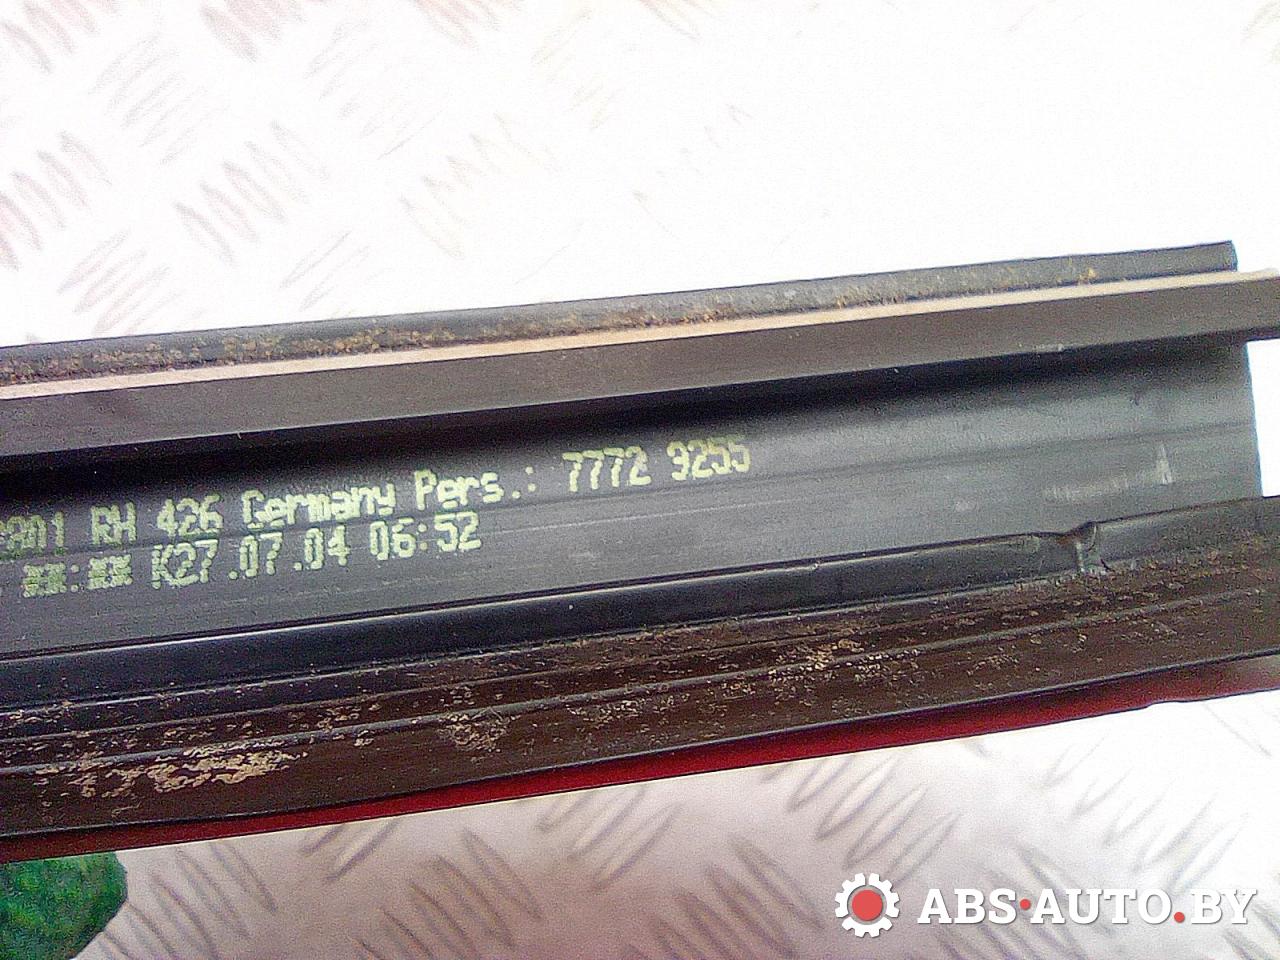 RH 426 Germany Pers.: 7772 9255
**:** K27.07.04 06:52
A
ABS-AUTO.BY